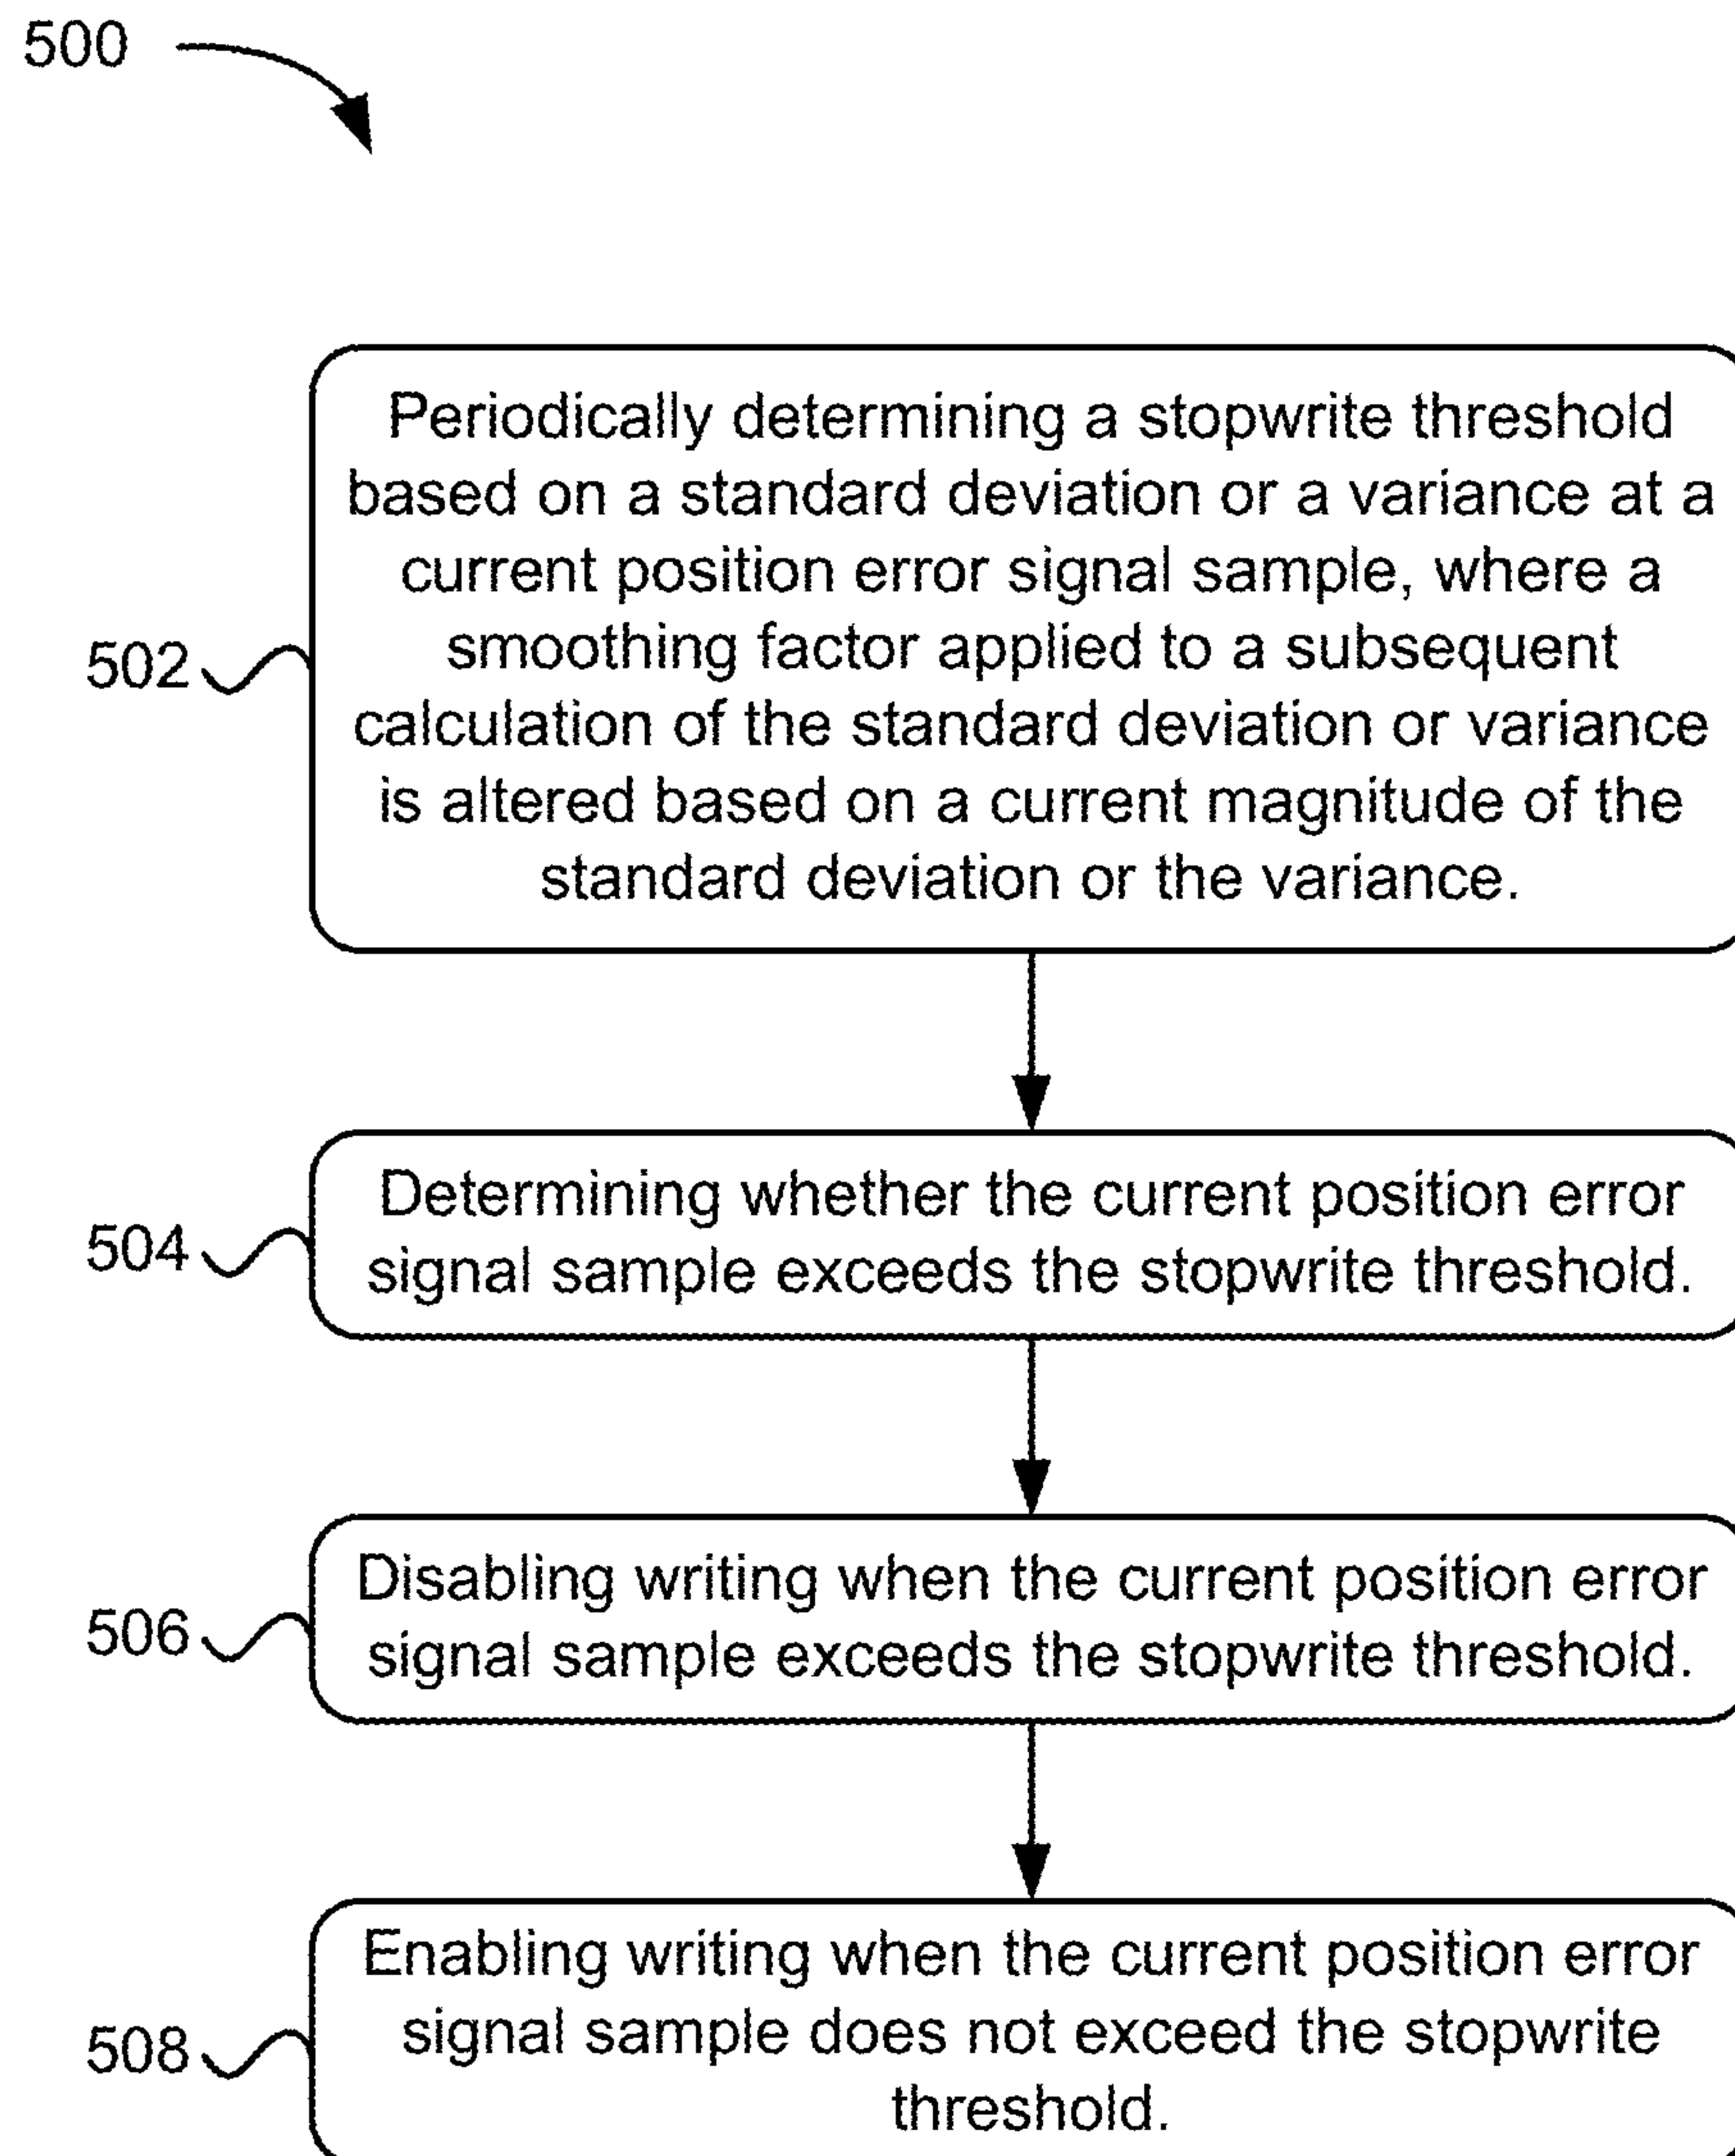 500
Periodically determining a stopwrite threshold
based on a standard deviation or a variance at a
current position error signal sample, where a
smoothing factor applied to a subsequent
502
calculation of the standard deviation or variance
is altered based on a current magnitude of the
standard deviation or the variance.
Determining whether the current position error
504
signal sample exceeds the stopwrite threshold.
Disabling writing when the current position error
506
signal sample exceeds the stopwrite threshold.
Enabling writing when the current position error
signal sample does not exceed the stopwrite
508
threshold.